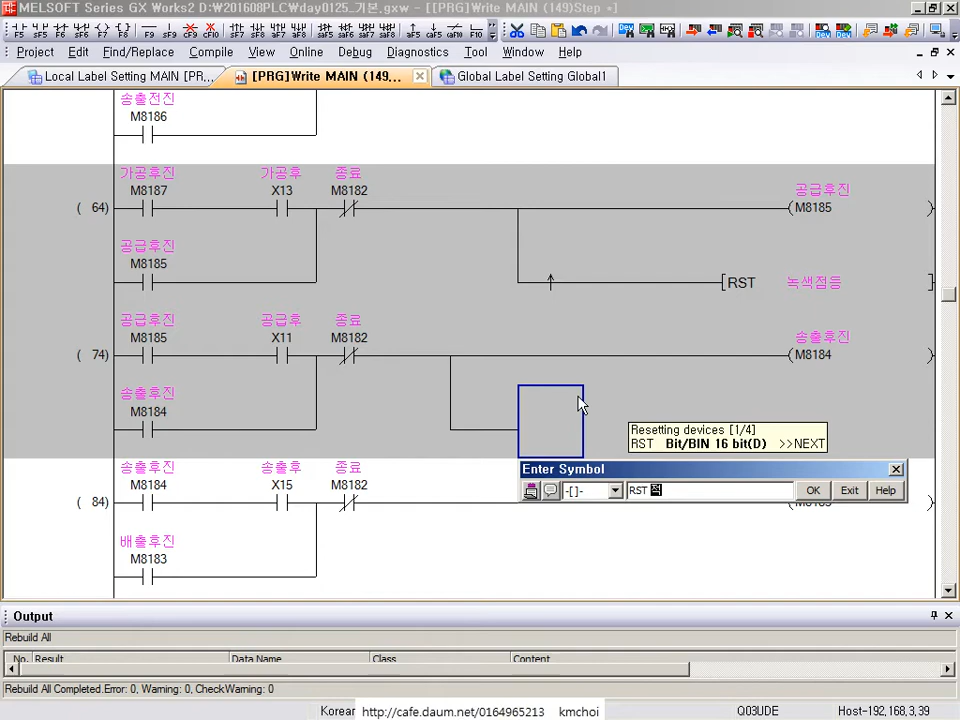 MELSOFT Series GX Works2 D:\201608PLC\day0125_기본.gxw - [[PRG]Write MAIN (149)Step *]
Project Edit Find/Replace Compile View Online Debug Diagnostics Tool Window Help
Local Label Setting MAIN [PR... [PRG]Write MAIN (149... Global Label Setting Global1
송출전진
M8186
가공후진 가공후 종료 공급후진
( 64) M8187 X13 M8182 M8185
공급후진
M8185
RST 녹색점등
공급후진 공급후 종료 송출후진
( 74) M8185 X11 M8182 M8184
송출후진
M8184
Resetting devices [1/4]
RST Bit/BIN 16 bit(D) >>NEXT
Enter Symbol
-[]- RST OK Exit Help
송출후진 송출후 종료
( 84) M8184 X15 M8182
배출후진
M8183
Output
Rebuild All
No. Result Data Name Class Content
Rebuild All Completed.Error: 0, Warning: 0, CheckWarning: 0
Korean http://cafe.daum.net/0164965213 kmchoi Q03UDE Host-192,168,3,39